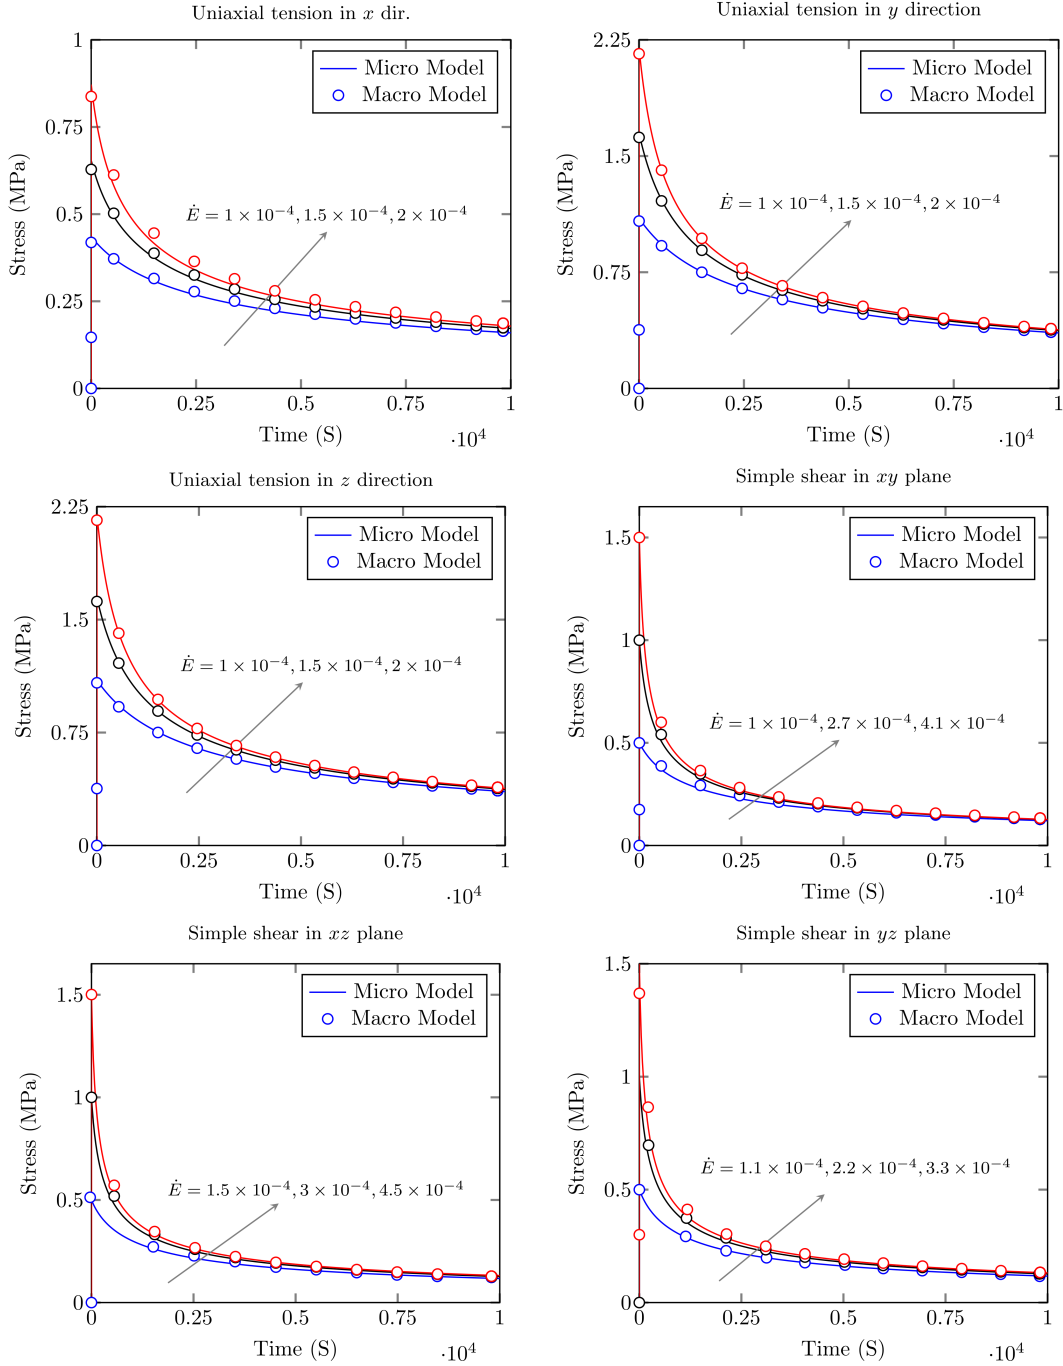 Uniaxial tension in x dir.
1
0.75
0.5
0.25
0
Stress (MPa)
Micro Model
Macro Model
Ė = 1 × 10⁻⁴, 1.5 × 10⁻⁴, 2 × 10⁻⁴
0 0.25 0.5 0.75 1
Time (S)
·10⁴
Uniaxial tension in y direction
2.25
1.5
0.75
0
Stress (MPa)
Micro Model
Macro Model
Ė = 1 × 10⁻⁴, 1.5 × 10⁻⁴, 2 × 10⁻⁴
0 0.25 0.5 0.75 1
Time (S)
·10⁴
Uniaxial tension in z direction
2.25
1.5
0.75
0
Stress (MPa)
Micro Model
Macro Model
Ė = 1 × 10⁻⁴, 1.5 × 10⁻⁴, 2 × 10⁻⁴
0 0.25 0.5 0.75 1
Time (S)
·10⁴
Simple shear in xy plane
1.5
1
0.5
0
Stress (MPa)
Micro Model
Macro Model
Ė = 1 × 10⁻⁴, 2.7 × 10⁻⁴, 4.1 × 10⁻⁴
0 0.25 0.5 0.75 1
Time (S)
·10⁴
Simple shear in xz plane
1.5
1
0.5
0
Stress (MPa)
Micro Model
Macro Model
Ė = 1.5 × 10⁻⁴, 3 × 10⁻⁴, 4.5 × 10⁻⁴
0 0.25 0.5 0.75 1
Time (S)
·10⁴
Simple shear in yz plane
1.5
1
0.5
0
Stress (MPa)
Micro Model
Macro Model
Ė = 1.1 × 10⁻⁴, 2.2 × 10⁻⁴, 3.3 × 10⁻⁴
0 0.25 0.5 0.75 1
Time (S)
·10⁴